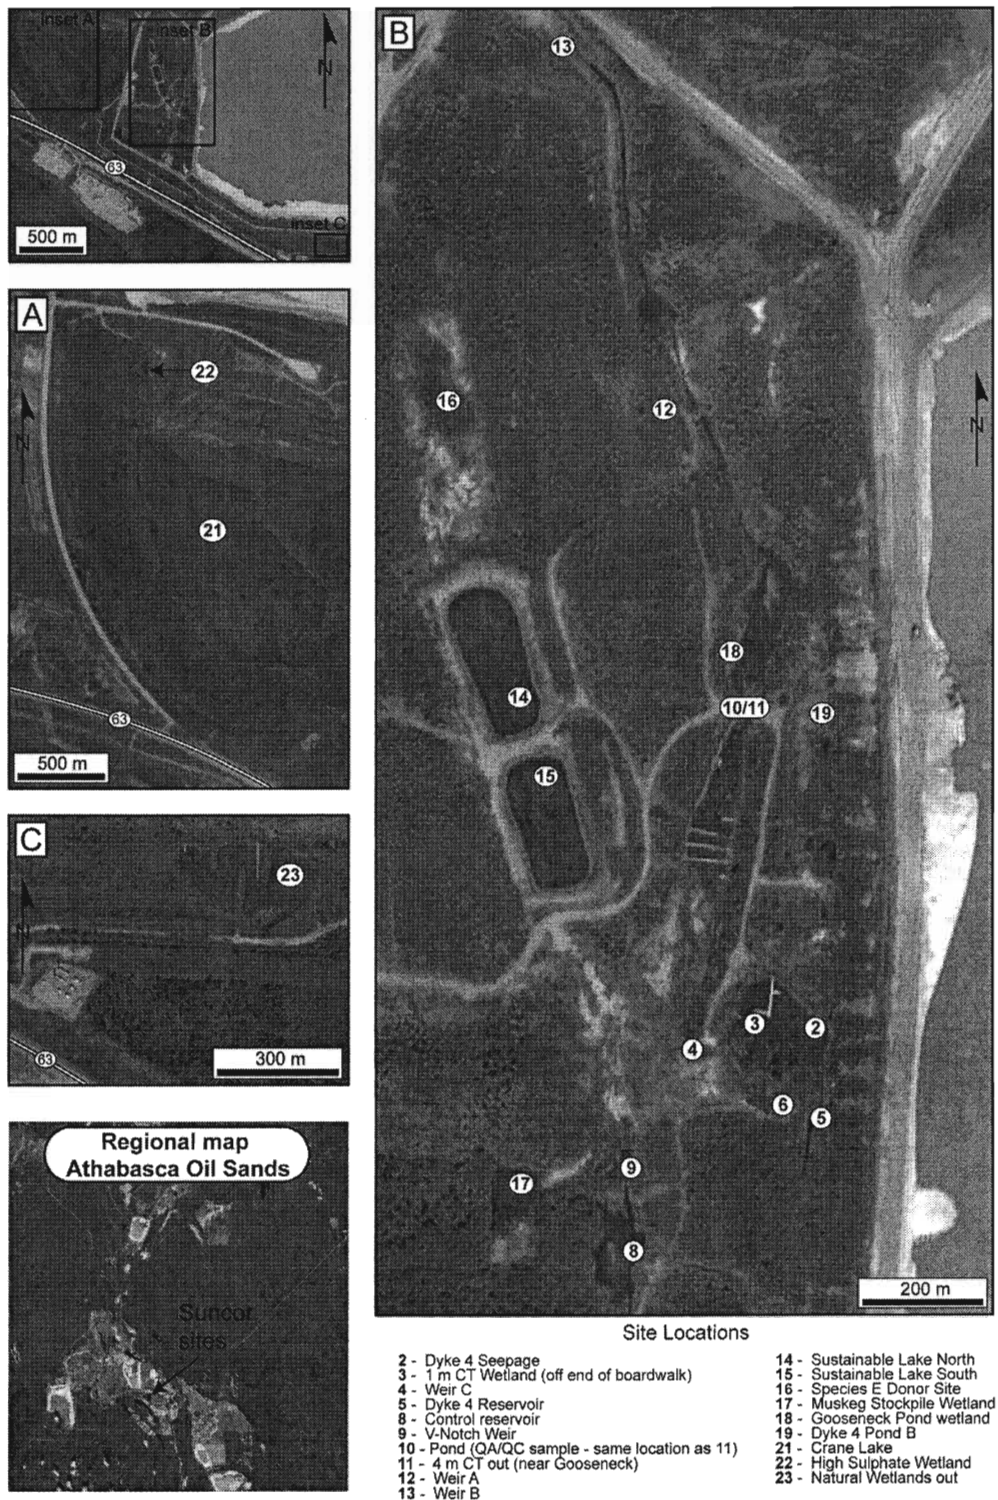 Inset A
Inset B
N
63
500 m
Inset C
A
22
N
21
63
500 m
C
23
N
63
300 m
Regional map
Athabasca Oil Sands
Suncor
sites
B
13
16
12
N
18
14
10/11
19
15
3
2
4
6
5
9
17
8
200 m
Site Locations
2 - Dyke 4 Seepage
3 - 1 m CT Wetland (off end of boardwalk)
4 - Weir C
5 - Dyke 4 Reservoir
8 - Control reservoir
9 - V-Notch Weir
10 - Pond (QA/QC sample - same location as 11)
11 - 4 m CT out (near Gooseneck)
12 - Weir A
13 - Weir B
14 - Sustainable Lake North
15 - Sustainable Lake South
16 - Species E Donor Site
17 - Muskeg Stockpile Wetland
18 - Gooseneck Pond wetland
19 - Dyke 4 Pond B
21 - Crane Lake
22 - High Sulphate Wetland
23 - Natural Wetlands out